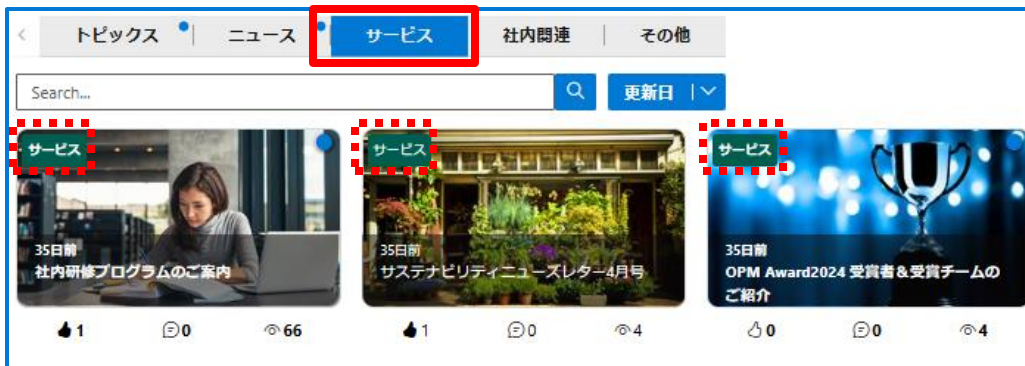 トピックス
ニュース
サービス
社内関連
その他
Search...
更新日
サービス
35日前
社内研修プログラムのご案内
1
0
66
サービス
35日前
サステナビリティニューズレター4月号
1
0
4
サービス
35日前
OPM Award2024 受賞者＆受賞チームの
ご紹介
0
0
4